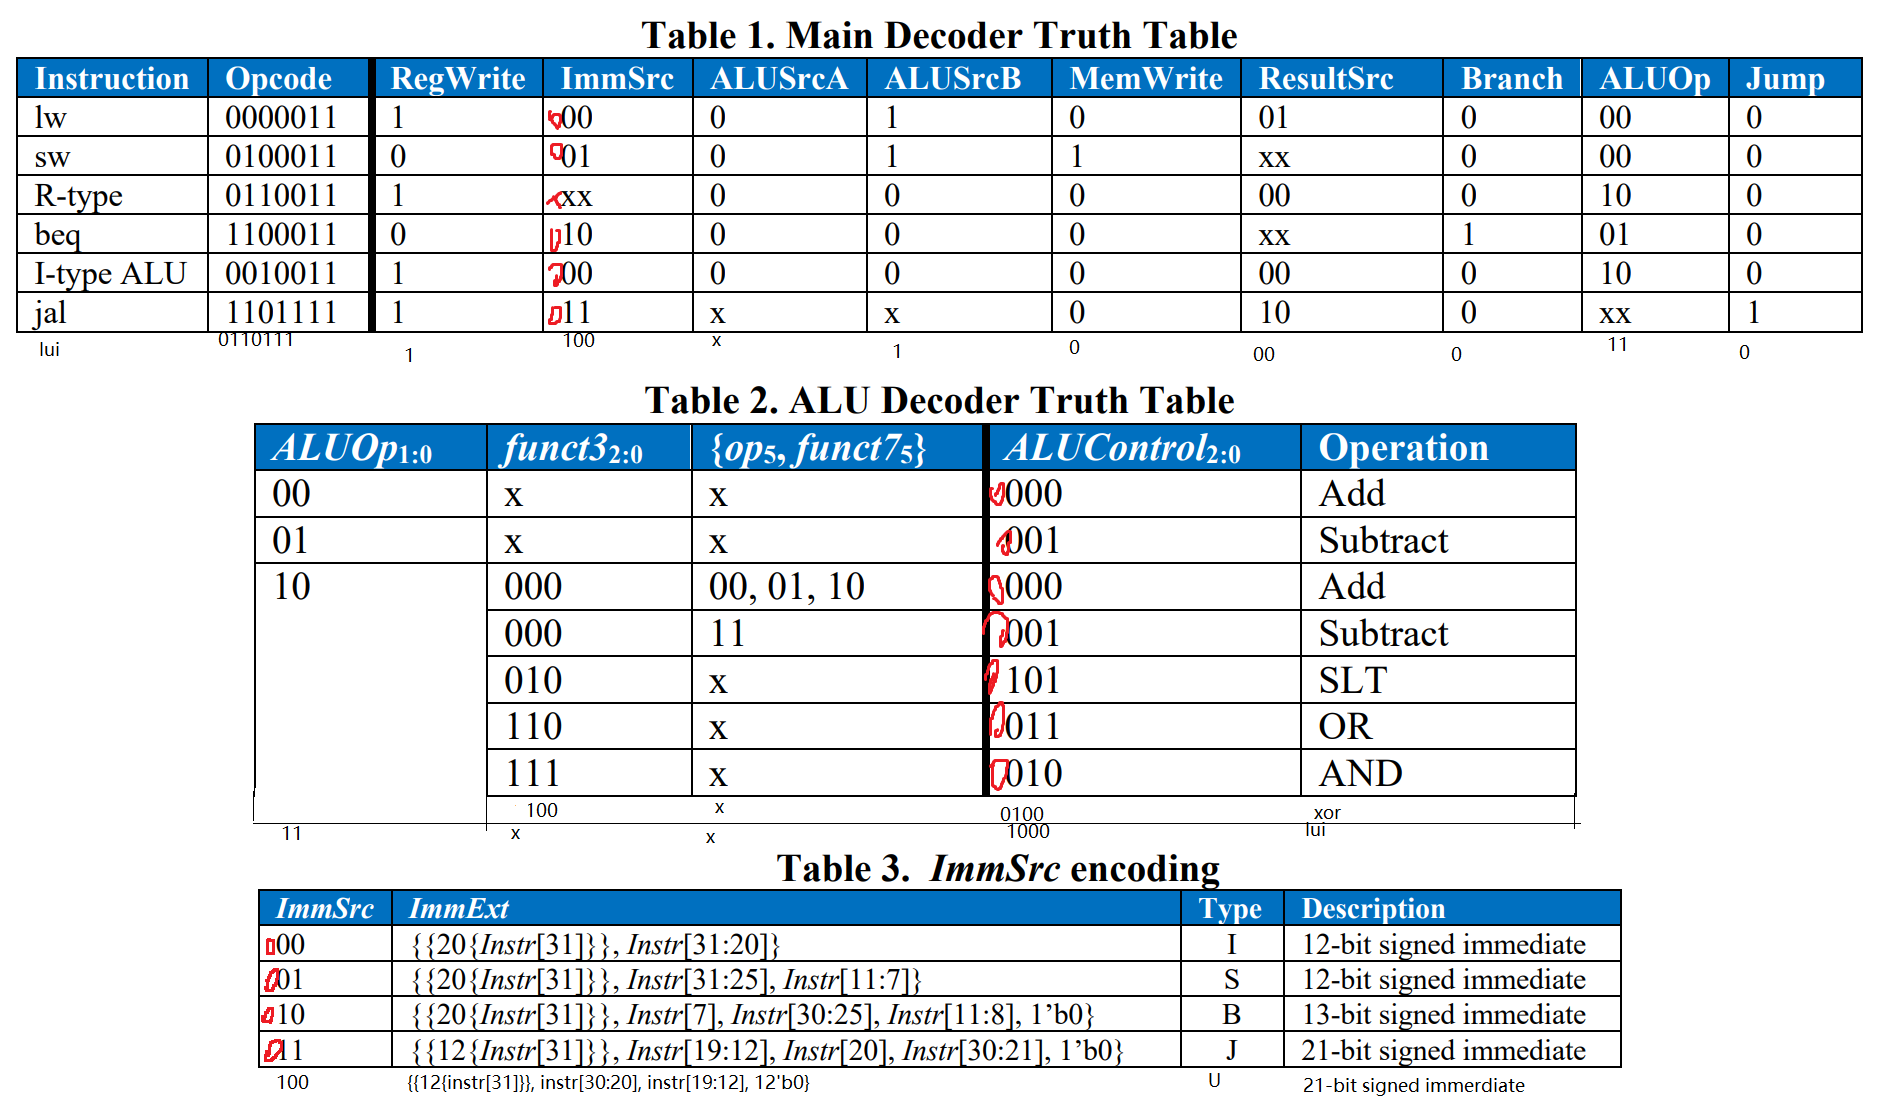 Table 1. Main Decoder Truth Table
Instruction Opcode RegWrite ImmSrc ALUSrcA ALUSrcB MemWrite ResultSrc Branch ALUOp Jump
lw 0000011 1 000 0 1 0 01 0 00 0
sw 0100011 0 001 0 1 1 xx 0 00 0
R-type 0110011 1 xxx 0 0 0 00 0 10 0
beq 1100011 0 010 0 0 0 xx 1 01 0
I-type ALU 0010011 1 000 0 0 0 00 0 10 0
jal 1101111 1 011 x x 0 10 0 xx 1
lui 0110111 1 100 x 1 0 00 0 11 0
Table 2. ALU Decoder Truth Table
ALUOp1:0 funct32:0 {op5, funct75} ALUControl2:0 Operation
00 x x 0000 Add
01 x x 0001 Subtract
10 000 00, 01, 10 0000 Add
000 11 0001 Subtract
010 x 0101 SLT
110 x 0011 OR
111 x 0010 AND
100 x 0100 xor
11 x x 1000 lui
Table 3. ImmSrc encoding
ImmSrc ImmExt Type Description
000 {{20{Instr[31]}}, Instr[31:20]} I 12-bit signed immediate
001 {{20{Instr[31]}}, Instr[31:25], Instr[11:7]} S 12-bit signed immediate
010 {{20{Instr[31]}}, Instr[7], Instr[30:25], Instr[11:8], 1’b0} B 13-bit signed immediate
011 {{12{Instr[31]}}, Instr[19:12], Instr[20], Instr[30:21], 1’b0} J 21-bit signed immediate
100 {{12{instr[31]}}, instr[30:20], instr[19:12], 12'b0} U 21-bit signed immerdiate